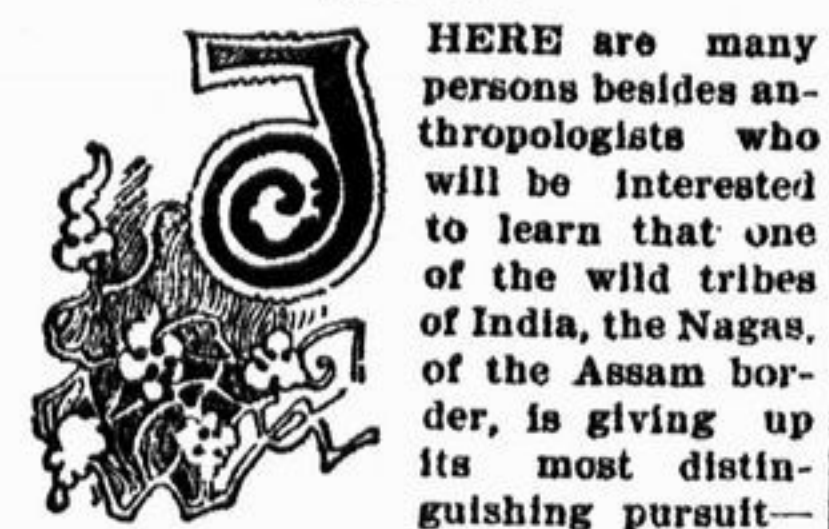 THERE are many
persons besides an-
thropologists who
will be interested
to learn that one
of the wild tribes
of India, the Nagas,
of the Assam bor-
der, is giving up
its most distin-
guishing pursuit—